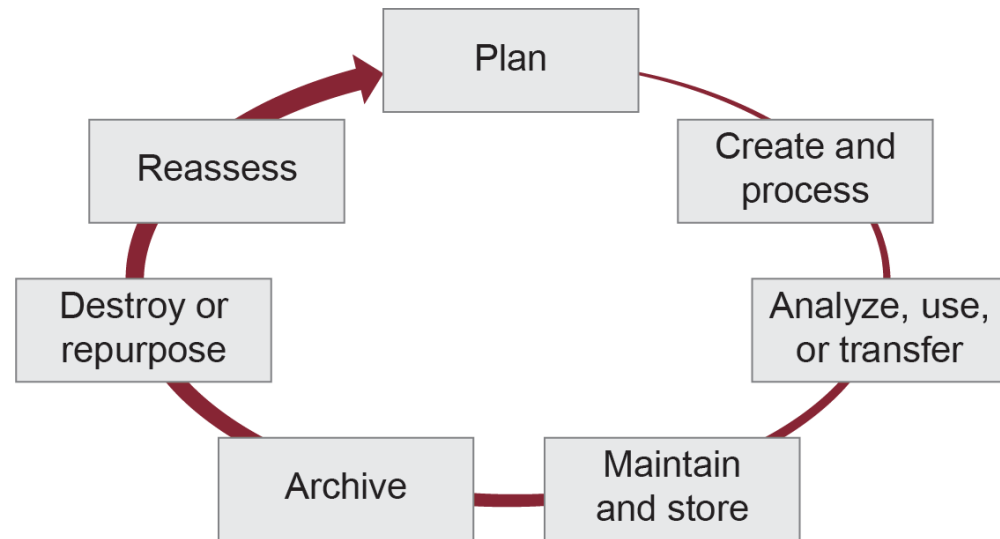 Plan
Create and
process
Analyze, use,
or transfer
Maintain
and store
Archive
Destroy or
repurpose
Reassess